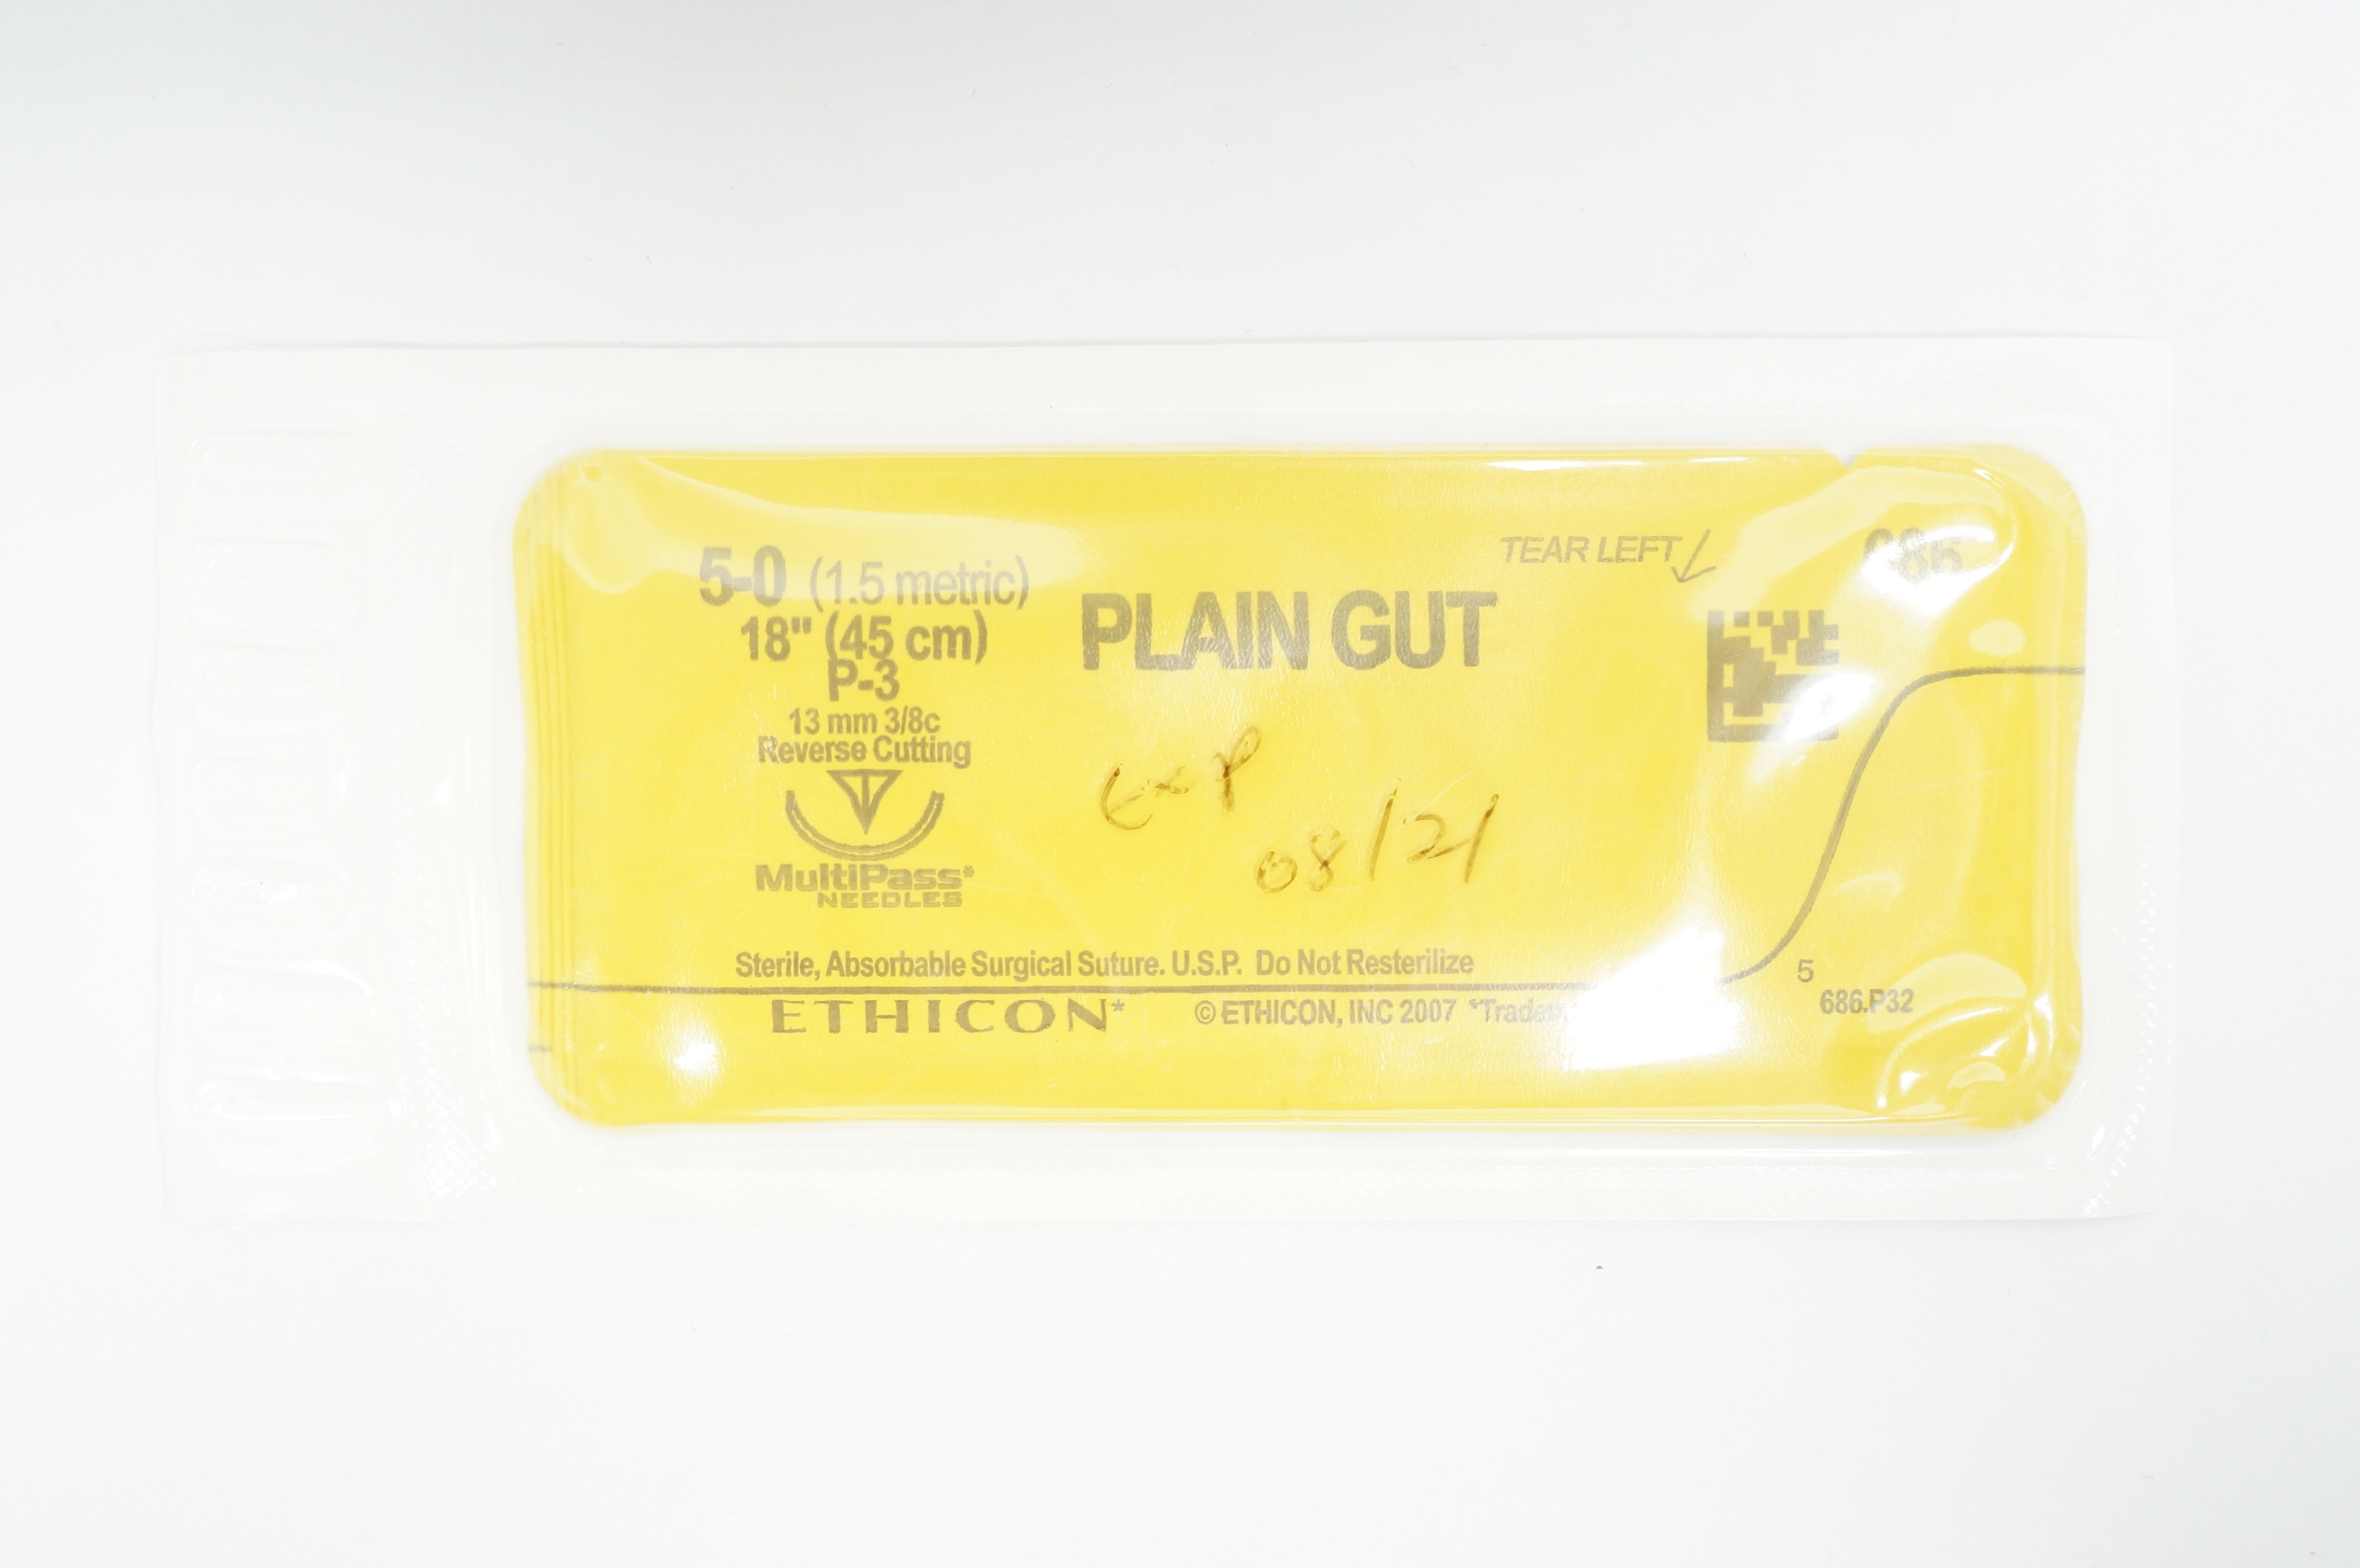 5-0 (1.5 metric)
18" (45 cm)
P-3
13 mm 3/8c
Reverse Cutting
MultiPass*
NEEDLES
PLAIN GUT
TEAR LEFT
686
exp
08/21
Sterile, Absorbable Surgical Suture. U.S.P. Do Not Resterilize
ETHICON* © ETHICON, INC 2007
5
686.P32